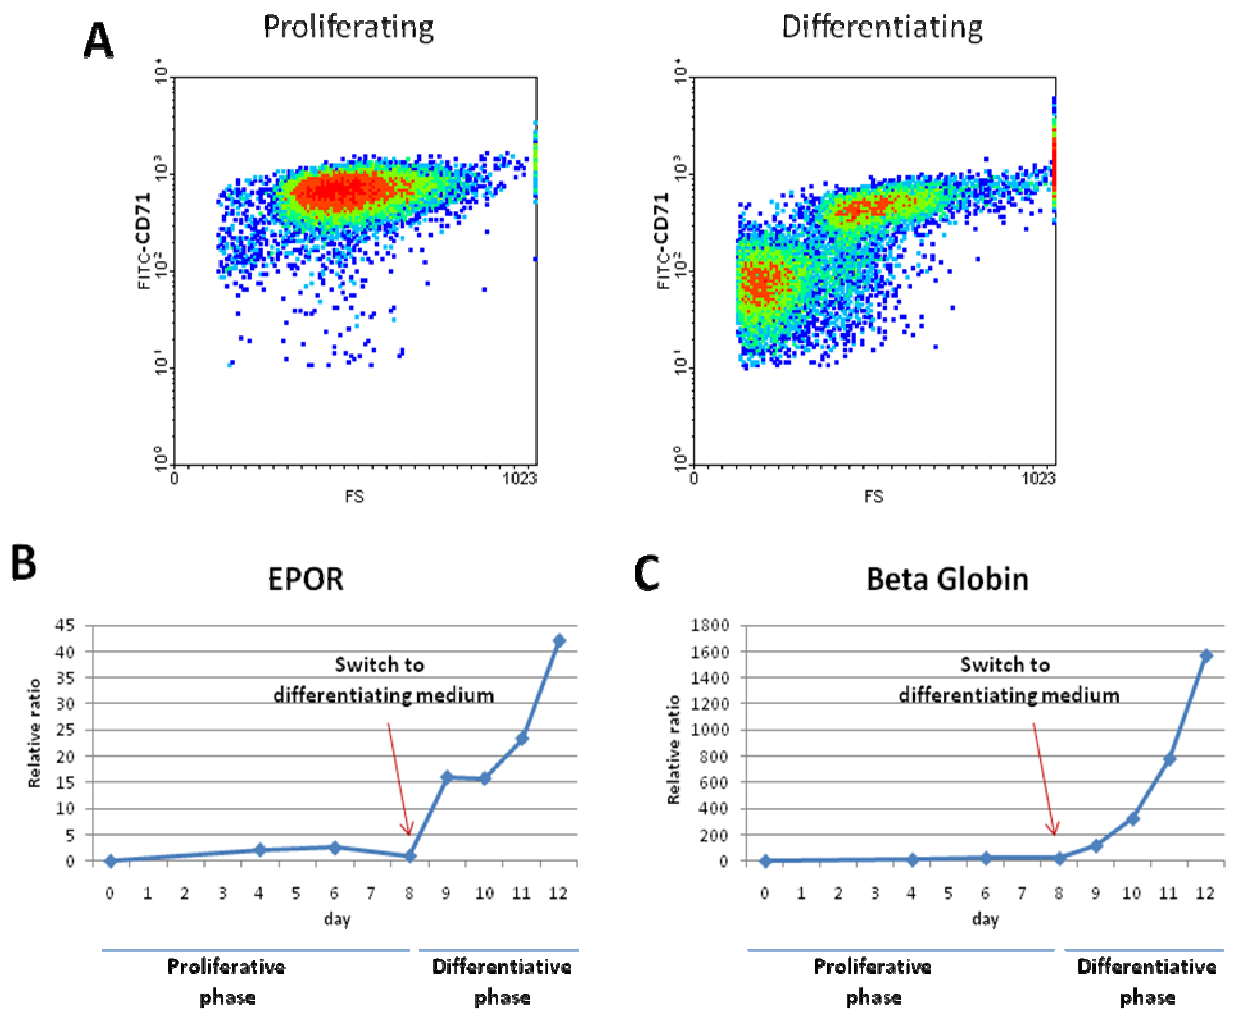 A
Proliferating
Differentiating
10⁴
10³
10²
10¹
10⁰
FITC-CD71
0
1023
FS
10⁴
10³
10²
10¹
10⁰
FITC-CD71
0
1023
FS
B
EPOR
45
40
35
30
25
20
15
10
5
0
Relative ratio
Switch to
differentiating medium
0 1 2 3 4 5 6 7 8 9 10 11 12
day
Proliferative
phase
Differentiative
phase
C
Beta Globin
1800
1600
1400
1200
1000
800
600
400
200
0
Relative ratio
Switch to
differentiating medium
0 1 2 3 4 5 6 7 8 9 10 11 12
day
Proliferative
phase
Differentiative
phase